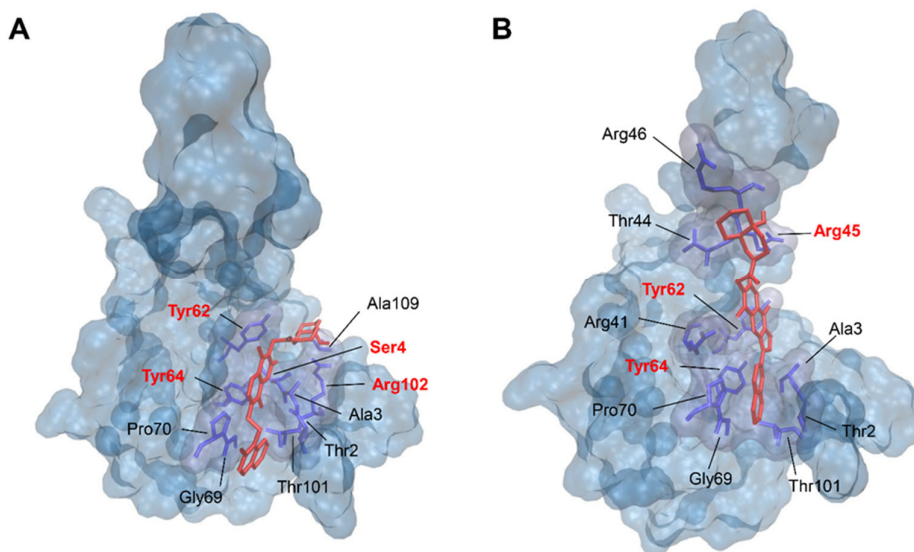 A
Tyr62
Ala109
Ser4
Tyr64
Arg102
Ala3
Pro70
Thr2
Gly69
Thr101
B
Arg46
Thr44
Arg45
Tyr62
Arg41
Ala3
Tyr64
Pro70
Thr2
Gly69
Thr101